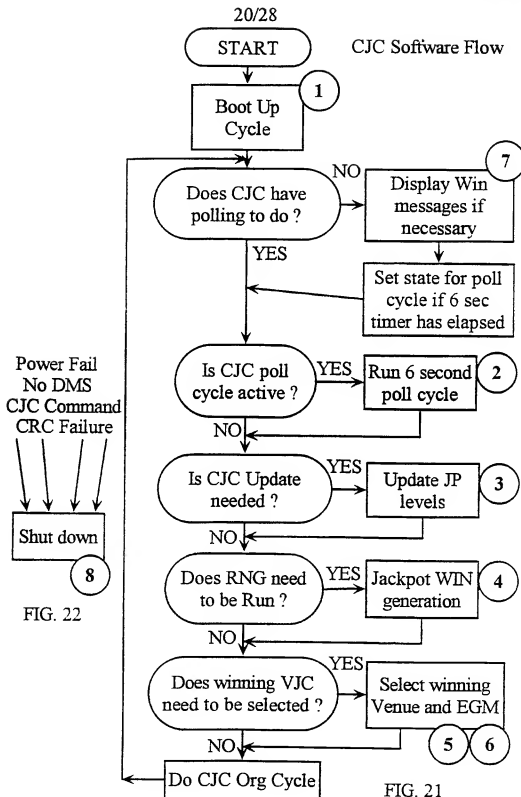 20/28
START
CJC Software Flow
1
Boot Up
Cycle
7
Does CJC have
polling to do ?
NO
Display Win
messages if
necessary
YES
Set state for poll
cycle if 6 sec
timer has elapsed
Power Fail
No DMS
CJC Command
CRC Failure
Is CJC poll
cycle active ?
YES
Run 6 second
poll cycle
2
NO
Is CJC Update
needed ?
YES
Update JP
levels
3
NO
Shut down
8
FIG. 22
Does RNG need
to be Run ?
YES
Jackpot WIN
generation
4
NO
Does winning VJC
need to be selected ?
YES
Select winning
Venue and EGM
5 6
NO
Do CJC Org Cycle
FIG. 21